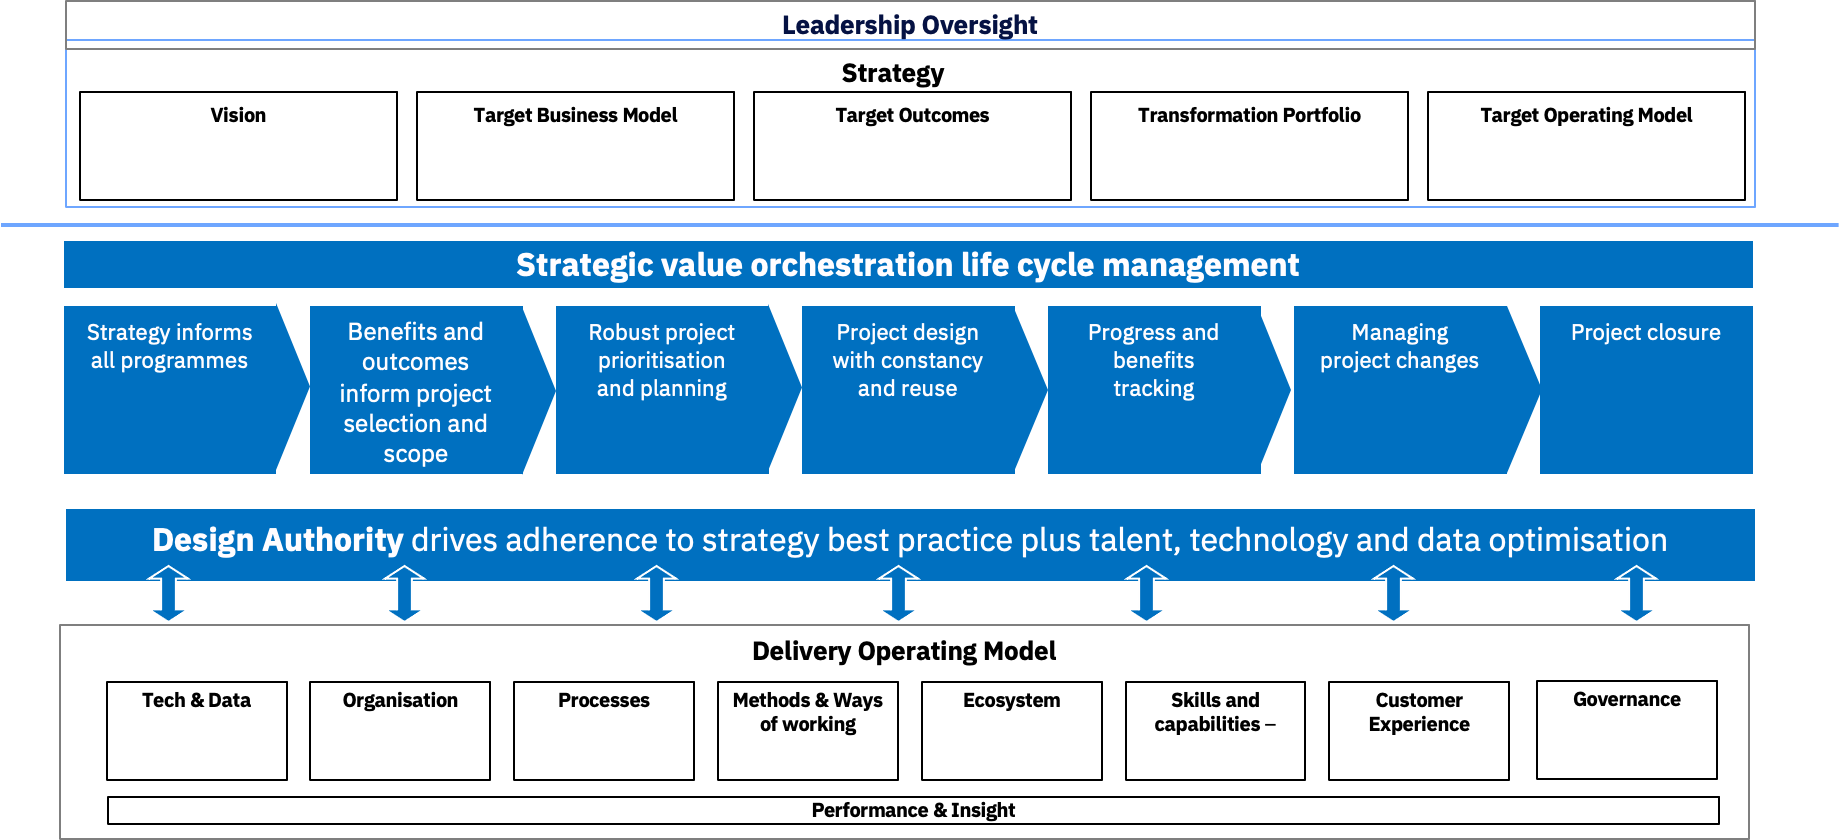 Leadership Oversight
Strategy
Vision
Target Business Model
Target Outcomes
Transformation Portfolio
Target Operating Model
Strategic value orchestration life cycle management
Strategy informs
all programmes
Benefits and
outcomes
inform project
selection and
scope
Robust project
prioritisation
and planning
Project design
with constancy
and reuse
Progress and
benefits
tracking
Managing
project changes
Project closure
Design Authority drives adherence to strategy best practice plus talent, technology and data optimisation
Delivery Operating Model
Tech & Data
Organisation
Processes
Methods & Ways
of working
Ecosystem
Skills and
capabilities –
Customer
Experience
Governance
Performance & Insight